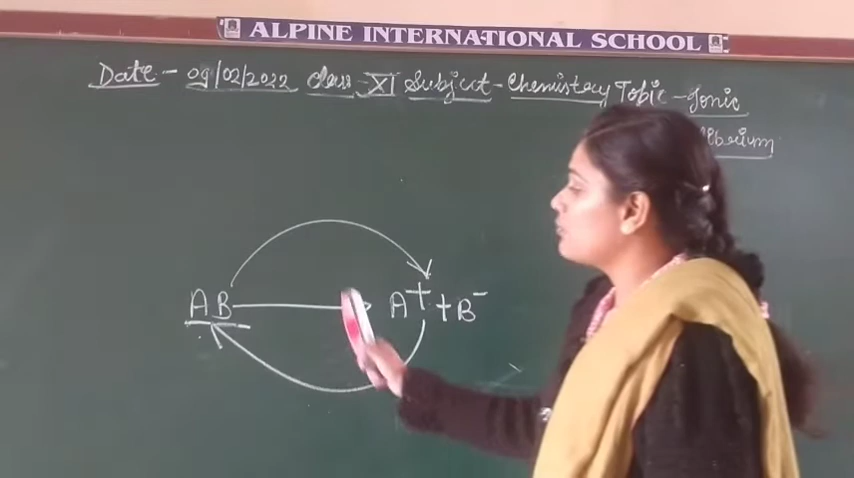 ALPINE INTERNATIONAL SCHOOL
Date - 09/02/2022 Class - XI Subject - Chemistry Topic - Ionic
AB A⁺ + B⁻